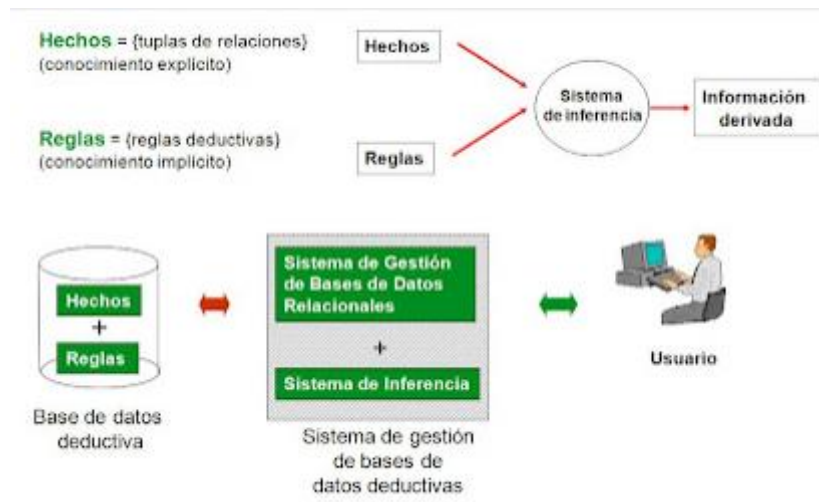 Hechos = {tuplas de relaciones}
(conocimiento explícito)
Hechos
Reglas = {reglas deductivas}
(conocimiento implícito)
Reglas
Sistema
de inferencia
Información
derivada
Hechos
+
Reglas
Base de datos
deductiva
Sistema de Gestión
de Bases de Datos
Relacionales
+
Sistema de Inferencia
Sistema de gestión
de bases de
datos deductivas
Usuario